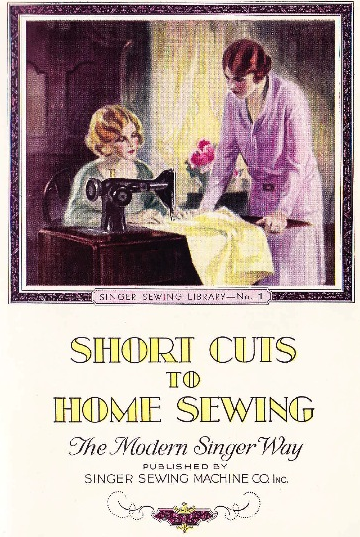 SINGER SEWING LIBRARY—No. 1
SHORT CUTS
TO
HOME SEWING
The Modern Singer Way
PUBLISHED BY
SINGER SEWING MACHINE CO. INC.